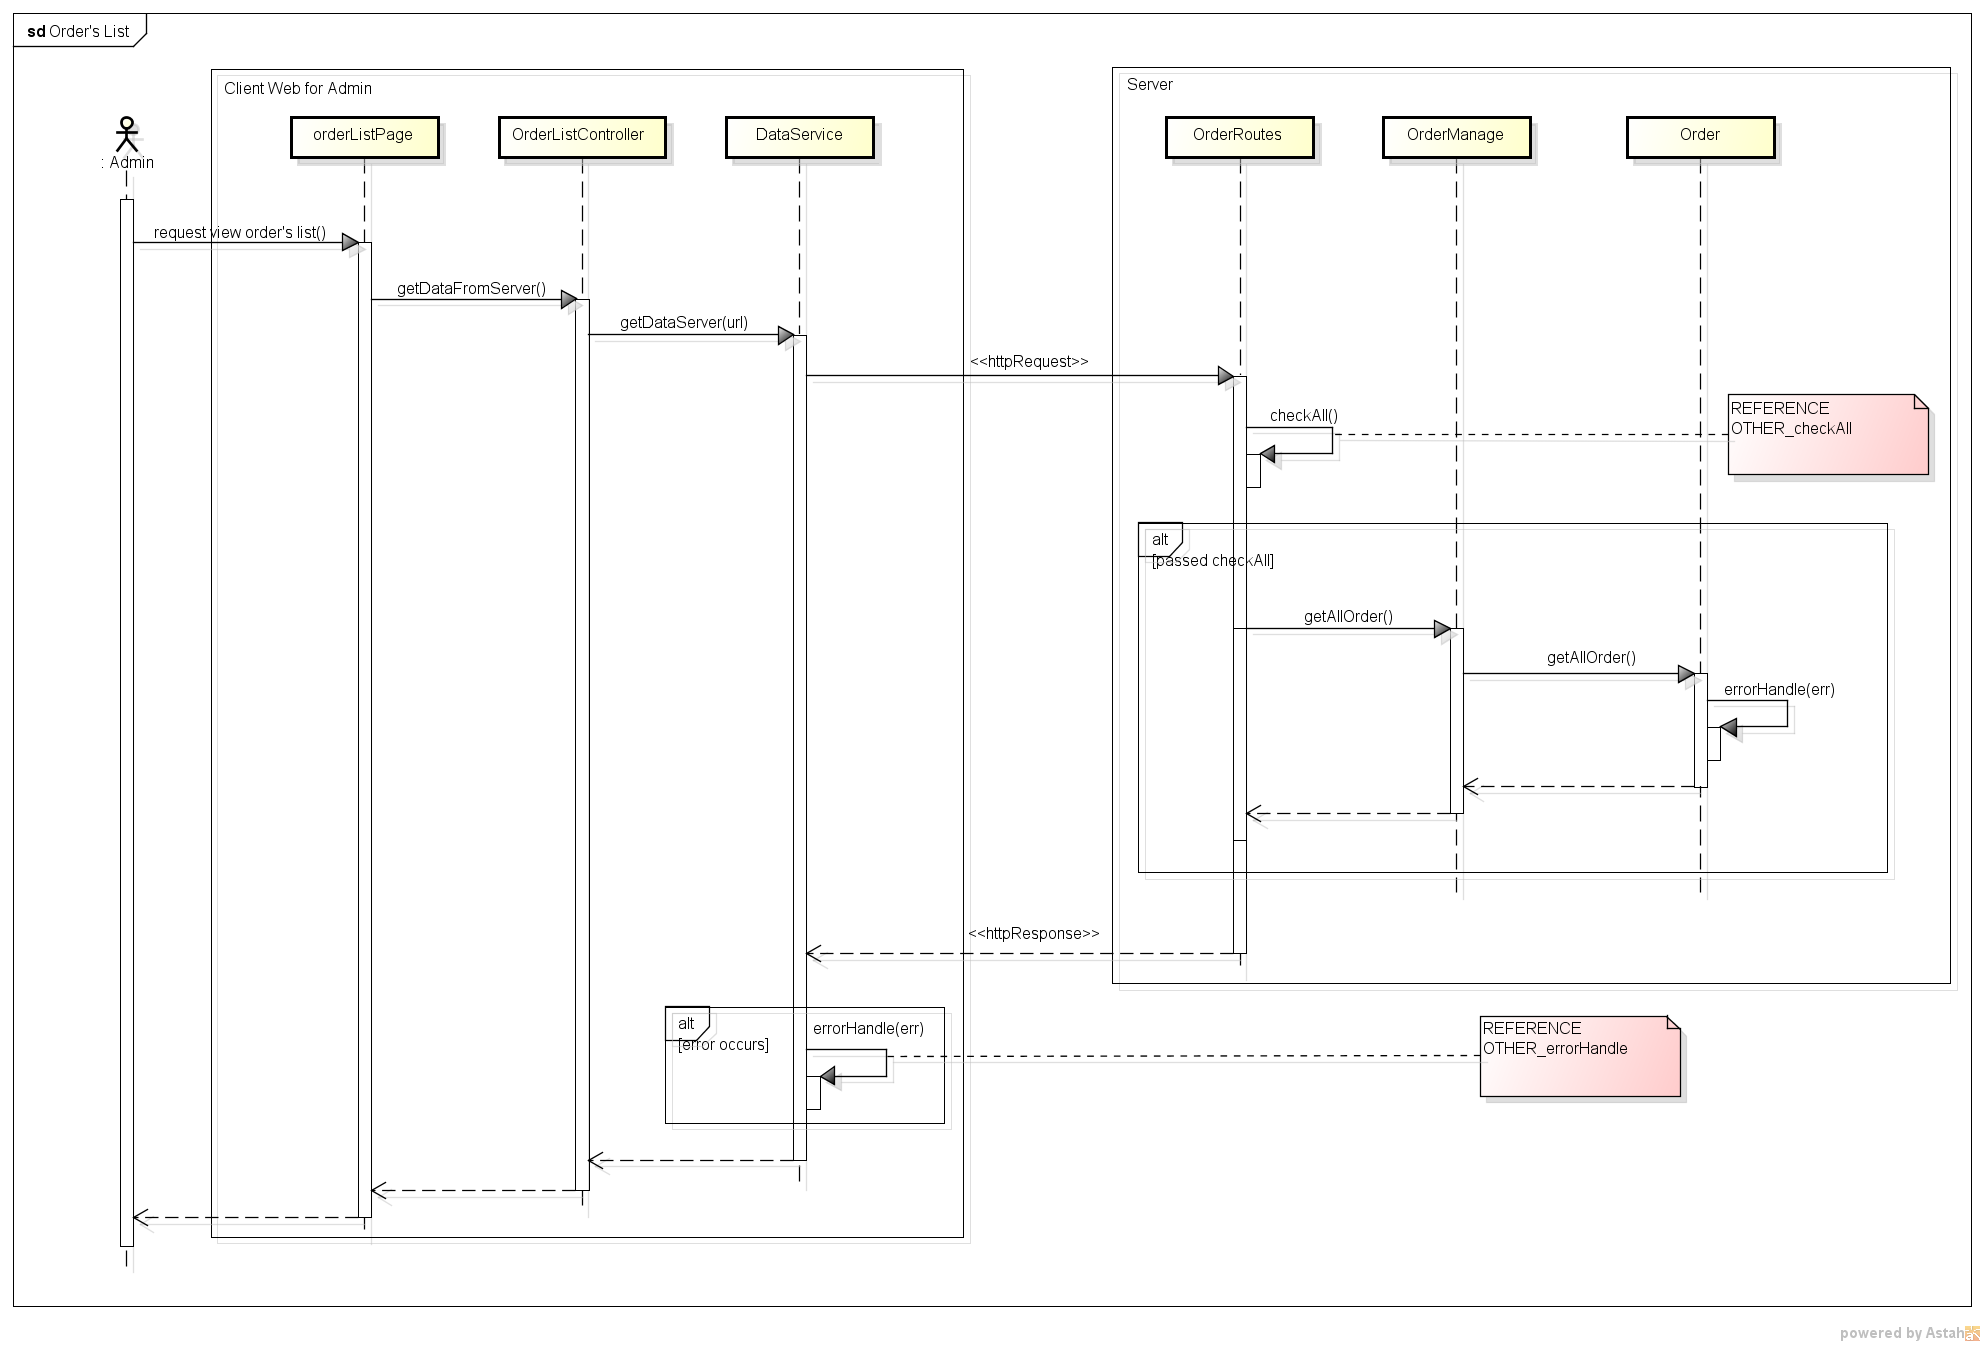 sd Order's List
Client Web for Admin
Server
orderListPage
OrderListController
DataService
OrderRoutes
OrderManage
Order
: Admin
request view order's list()
getDataFromServer()
getDataServer(url)
<<httpRequest>>
checkAll()
REFERENCE
OTHER_checkAll
alt
[passed checkAll]
getAllOrder()
getAllOrder()
errorHandle(err)
<<httpResponse>>
alt
[error occurs]
errorHandle(err)
REFERENCE
OTHER_errorHandle
powered by Astah